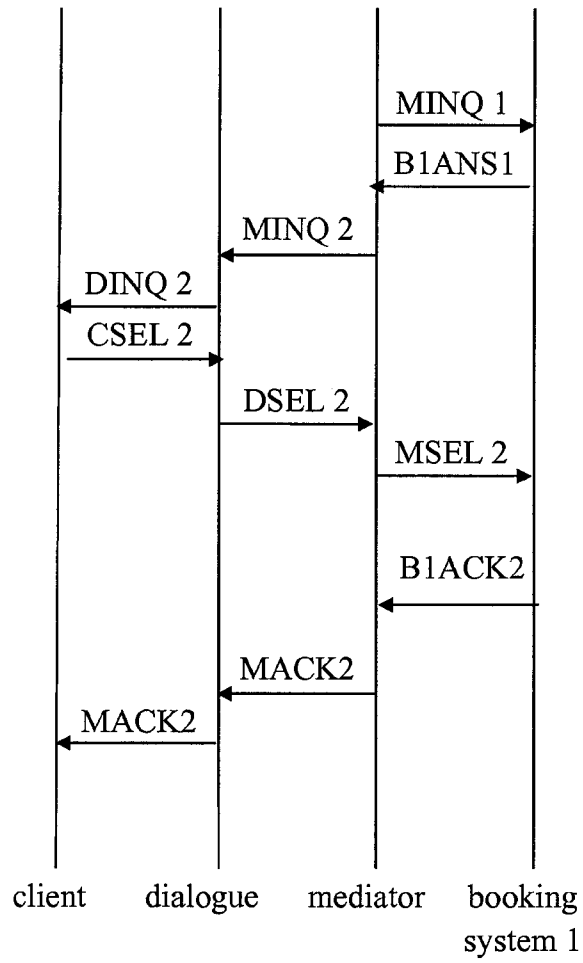 MINQ 1
B1ANS1
MINQ 2
DINQ 2
CSEL 2
DSEL 2
MSEL 2
B1ACK2
MACK2
MACK2
client dialogue mediator booking
system 1